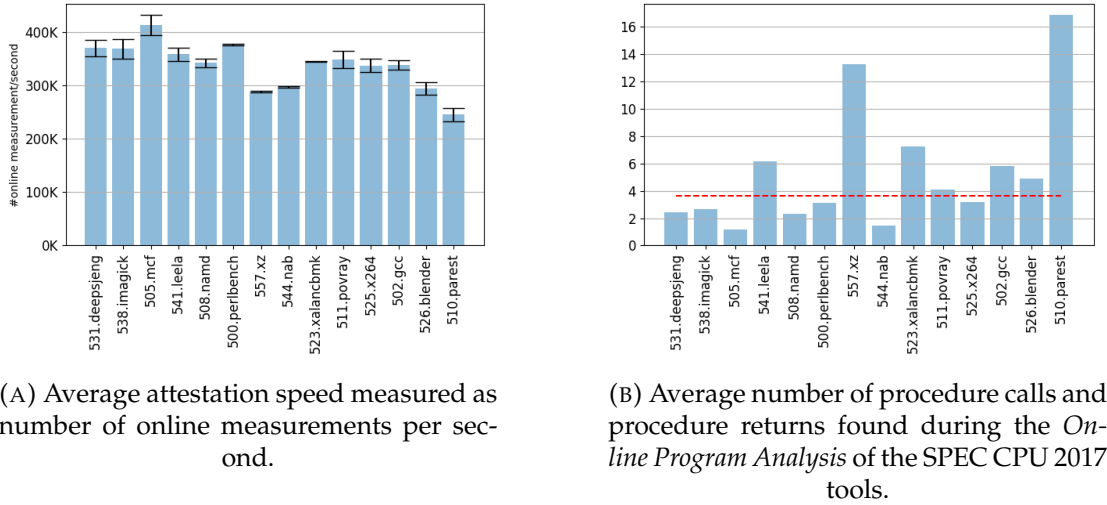 400K
300K
200K
100K
0K
#online measurement/second
531.deepsjeng
538.imagick
505.mcf
541.leela
508.namd
500.perlbench
557.xz
544.nab
523.xalancbmk
511.povray
525.x264
502.gcc
526.blender
510.parest
(A) Average attestation speed measured as
number of online measurements per sec-
ond.
16
14
12
10
8
6
4
2
0
531.deepsjeng
538.imagick
505.mcf
541.leela
508.namd
500.perlbench
557.xz
544.nab
523.xalancbmk
511.povray
525.x264
502.gcc
526.blender
510.parest
(B) Average number of procedure calls and
procedure returns found during the On-
line Program Analysis of the SPEC CPU 2017
tools.